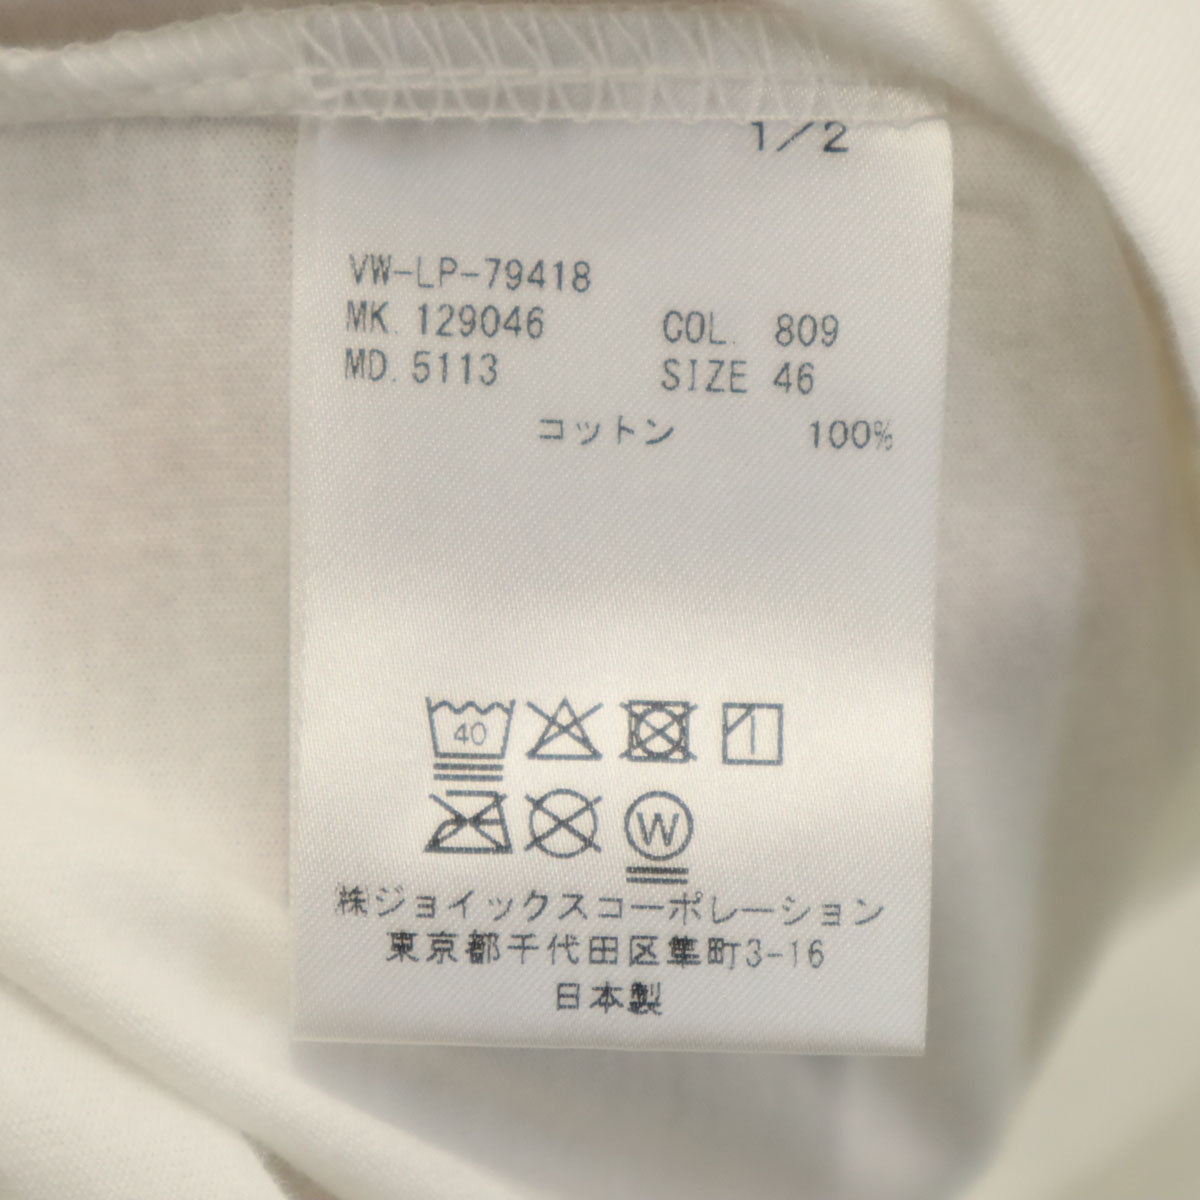 1/2
VW-LP-79418
MK. 129046 COL. 809
MD. 5113 SIZE 46
コットン 100%
40
W
㈱ジョイックスコーポレーション
東京都千代田区隼町3-16
日本製